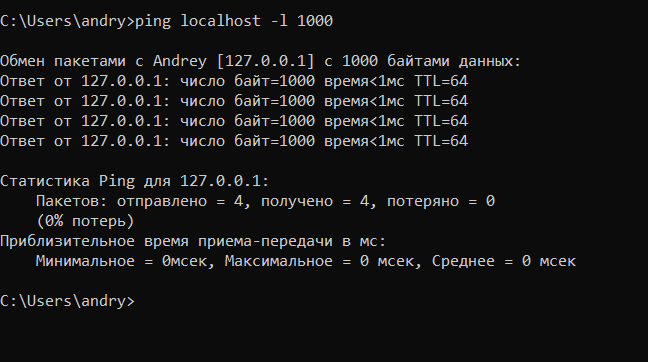 C:\Users\andry>ping localhost -l 1000
Обмен пакетами с Andrey [127.0.0.1] с 1000 байтами данных:
Ответ от 127.0.0.1: число байт=1000 время<1мс TTL=64
Ответ от 127.0.0.1: число байт=1000 время<1мс TTL=64
Ответ от 127.0.0.1: число байт=1000 время<1мс TTL=64
Ответ от 127.0.0.1: число байт=1000 время<1мс TTL=64
Статистика Ping для 127.0.0.1:
Пакетов: отправлено = 4, получено = 4, потеряно = 0
(0% потерь)
Приблизительное время приема-передачи в мс:
Минимальное = 0мсек, Максимальное = 0 мсек, Среднее = 0 мсек
C:\Users\andry>